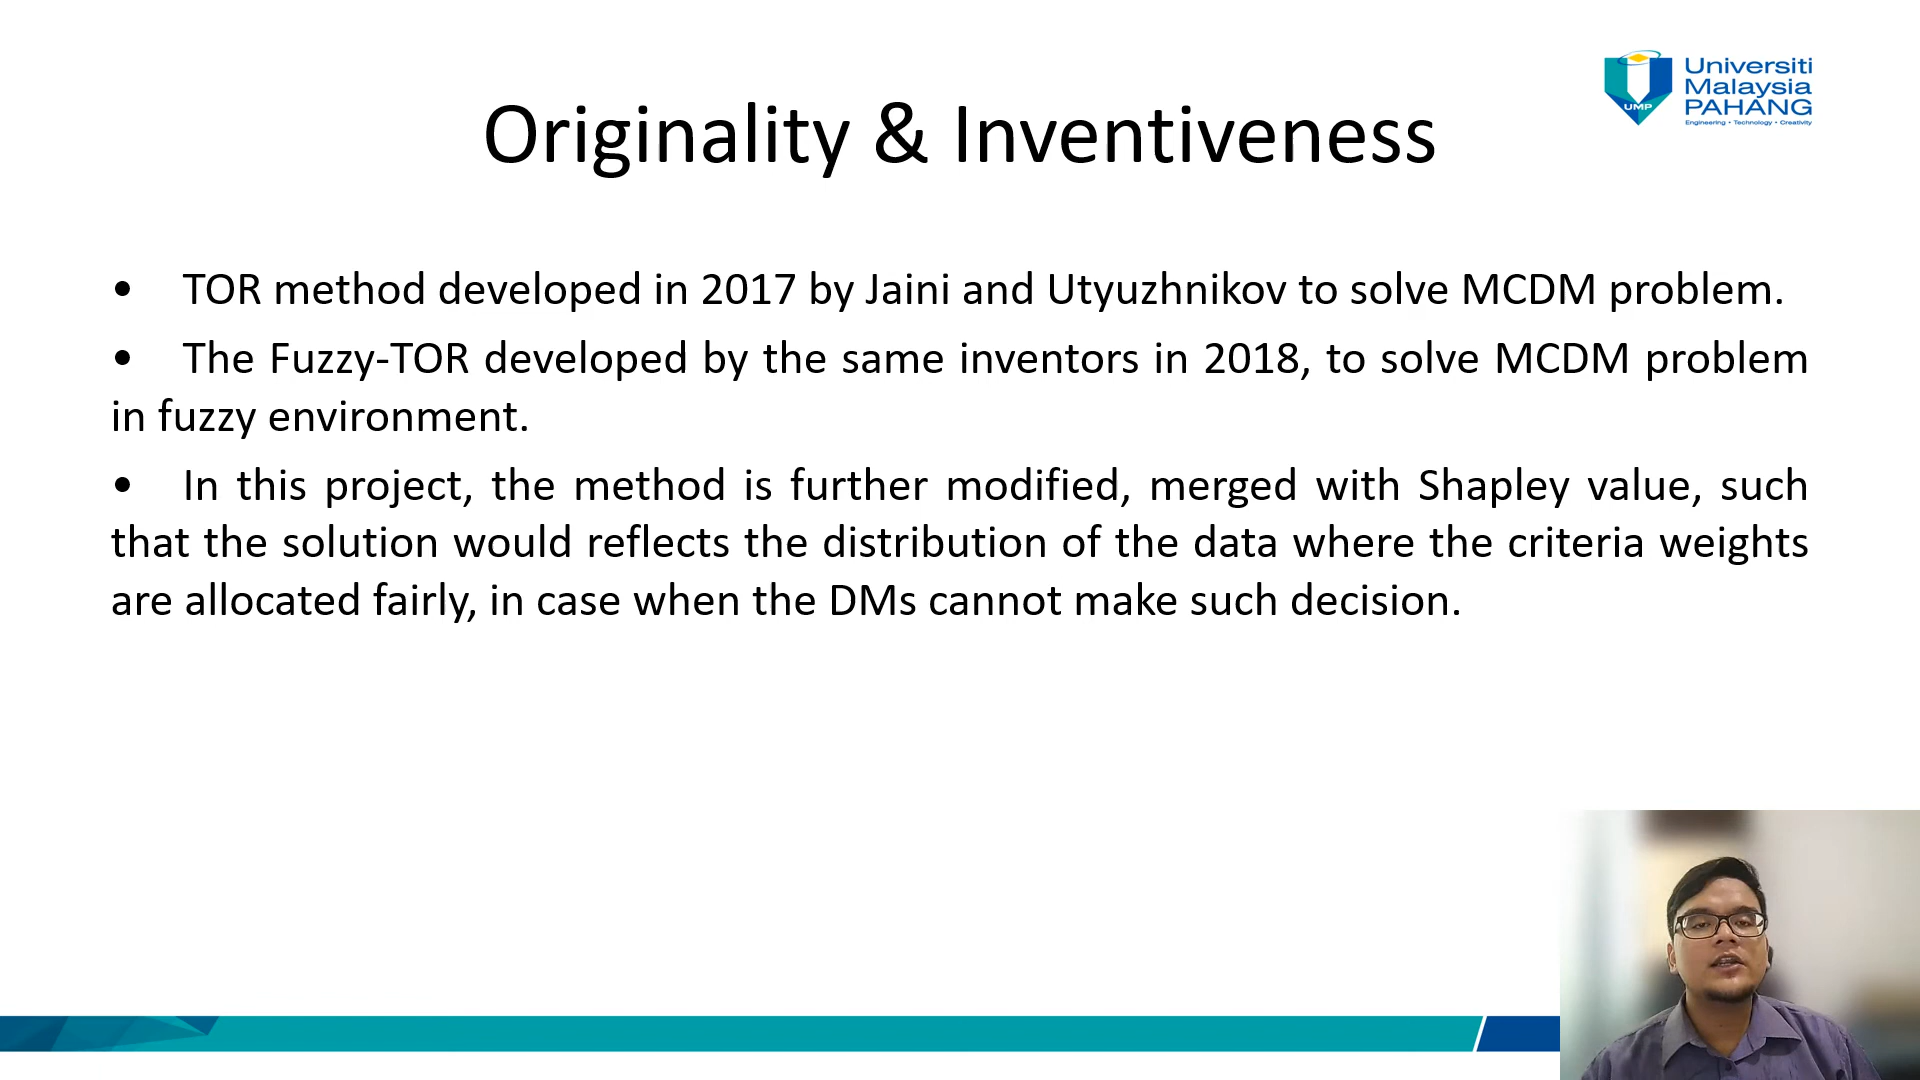 Universiti
Malaysia
PAHANG
Engineering • Technology • Creativity
UMP
Originality & Inventiveness
• TOR method developed in 2017 by Jaini and Utyuzhnikov to solve MCDM problem.
• The Fuzzy-TOR developed by the same inventors in 2018, to solve MCDM problem
in fuzzy environment.
• In this project, the method is further modified, merged with Shapley value, such
that the solution would reflects the distribution of the data where the criteria weights
are allocated fairly, in case when the DMs cannot make such decision.